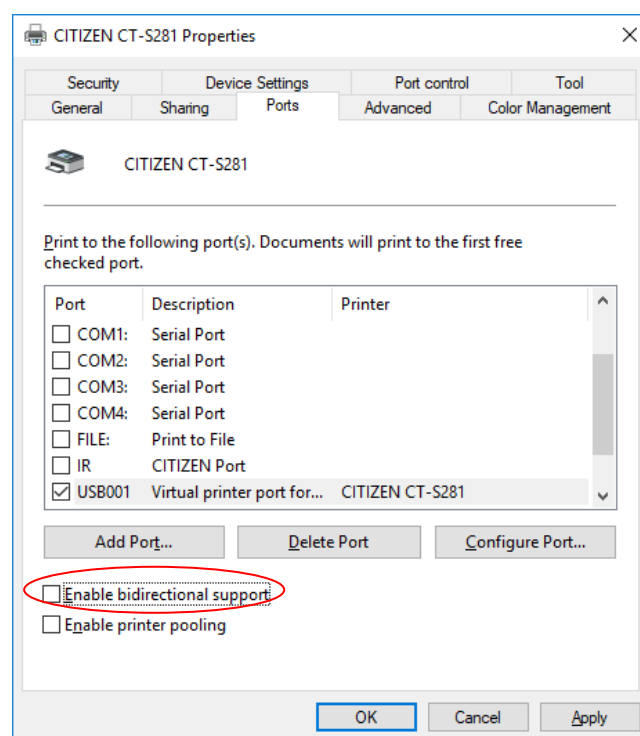 CITIZEN CT-S281 Properties
Security Device Settings Port control Tool
General Sharing Ports Advanced Color Management
CITIZEN CT-S281
Print to the following port(s). Documents will print to the first free
checked port.
Port Description Printer
COM1: Serial Port
COM2: Serial Port
COM3: Serial Port
COM4: Serial Port
FILE: Print to File
IR CITIZEN Port
USB001 Virtual printer port for... CITIZEN CT-S281
Add Port... Delete Port Configure Port...
Enable bidirectional support
Enable printer pooling
OK Cancel Apply